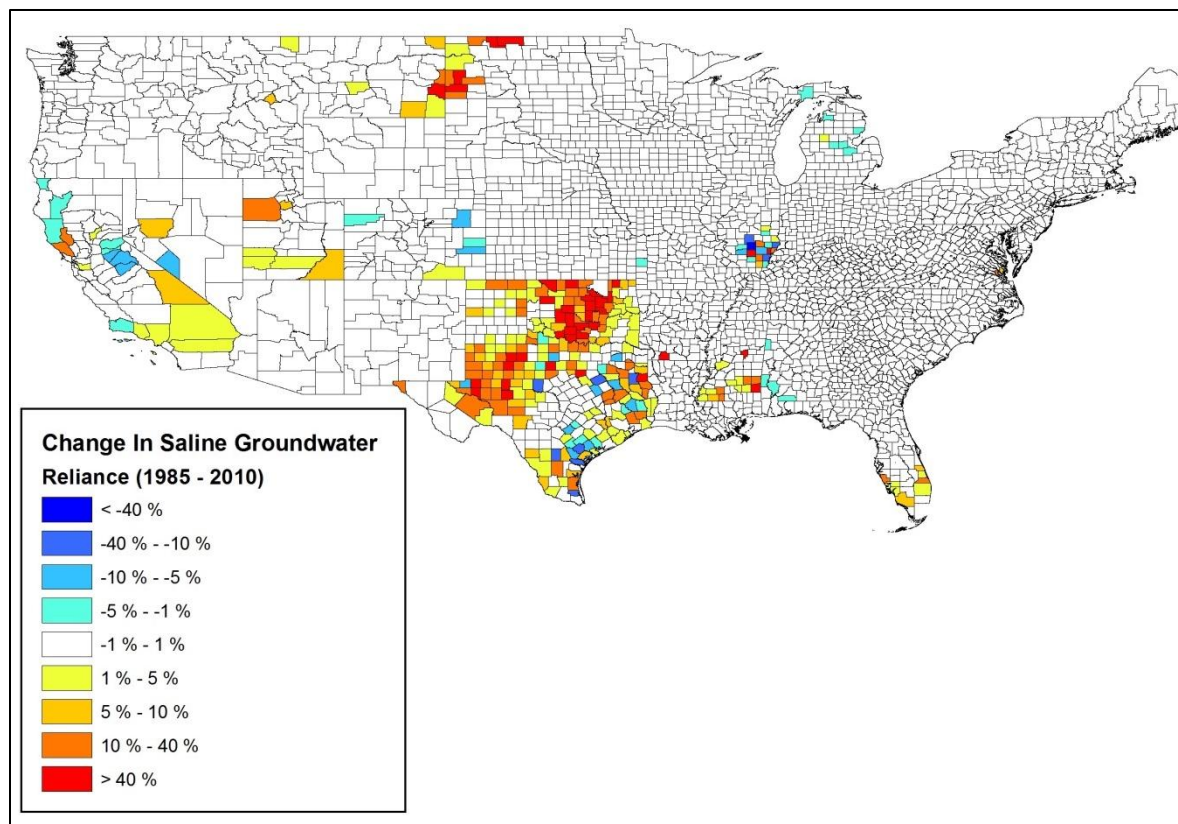 Change In Saline Groundwater
Reliance (1985 - 2010)
< -40 %
-40 % - -10 %
-10 % - -5 %
-5 % - -1 %
-1 % - 1 %
1 % - 5 %
5 % - 10 %
10 % - 40 %
> 40 %